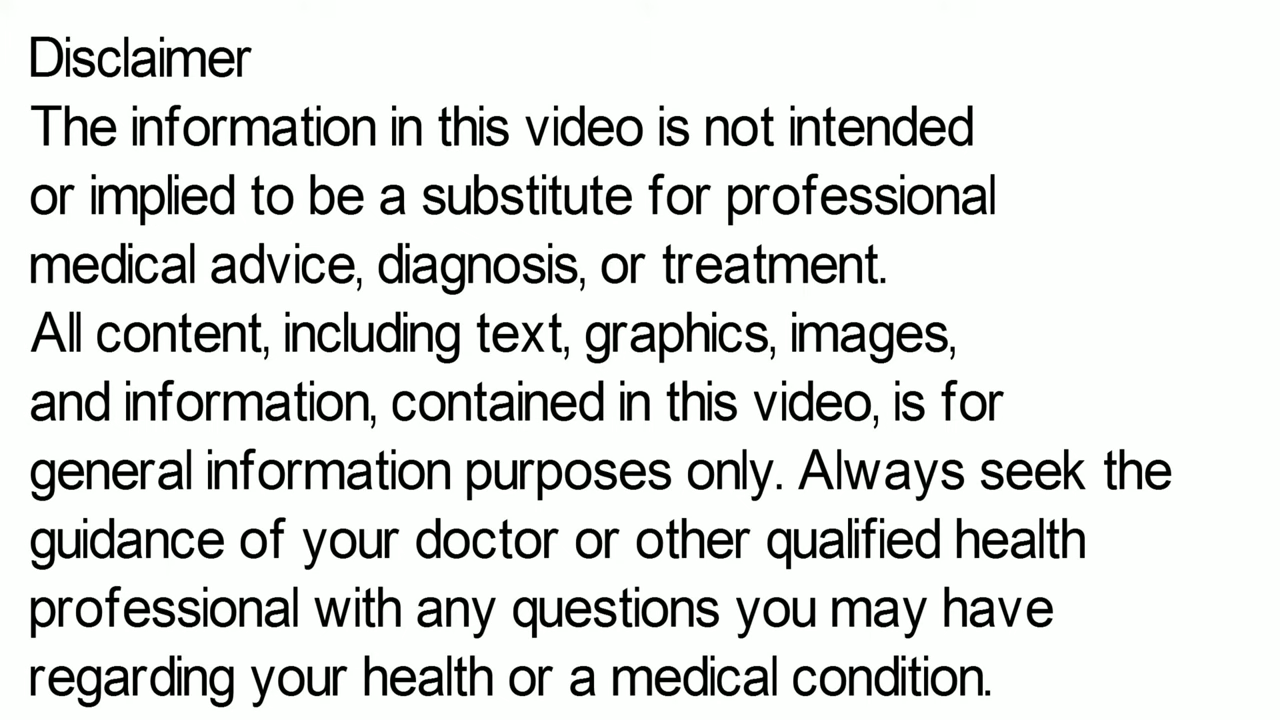 Disclaimer
The information in this video is not intended
or implied to be a substitute for professional
medical advice, diagnosis, or treatment.
All content, including text, graphics, images,
and information, contained in this video, is for
general information purposes only. Always seek the
guidance of your doctor or other qualified health
professional with any questions you may have
regarding your health or a medical condition.